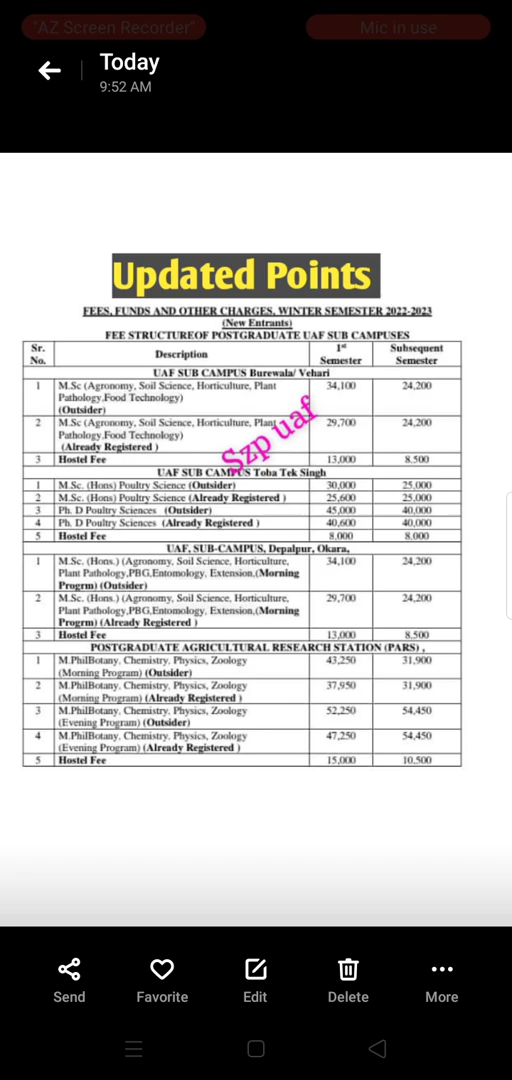 "AZ Screen Recorder"
Mic in use
Today
9:52 AM
Updated Points
FEES, FUNDS AND OTHER CHARGES, WINTER SEMESTER 2022-2023
(New Entrants)
FEE STRUCTUREOF POSTGRADUATE UAF SUB CAMPUSES
Sr. No. Description 1st Semester Subsequent Semester
UAF SUB CAMPUS Burewala/ Vehari
1 M.Sc (Agronomy, Soil Science, Horticulture, Plant 34,100 24,200
Pathology,Food Technology)
(Outsider)
2 M.Sc (Agronomy, Soil Science, Horticulture, Plant 29,700 24,200
Pathology,Food Technology)
(Already Registered )
3 Hostel Fee 13,000 8,500
Szp uaf
UAF SUB CAMPUS Toba Tek Singh
1 M.Sc. (Hons) Poultry Science (Outsider) 30,000 25,000
2 M.Sc. (Hons) Poultry Science (Already Registered ) 25,600 25,000
3 Ph. D Poultry Sciences (Outsider) 45,000 40,000
4 Ph. D Poultry Sciences (Already Registered ) 40,600 40,000
5 Hostel Fee 8,000 8,000
UAF, SUB-CAMPUS, Depalpur, Okara,
1 M.Sc. (Hons.) (Agronomy, Soil Science, Horticulture, 34,100 24,200
Plant Pathology,PBG,Entomology, Extension,(Morning
Progrm) (Outsider)
2 M.Sc. (Hons.) (Agronomy, Soil Science, Horticulture, 29,700 24,200
Plant Pathology,PBG,Entomology, Extension,(Morning
Progrm) (Already Registered )
3 Hostel Fee 13,000 8,500
POSTGRADUATE AGRICULTURAL RESEARCH STATION (PARS) ,
1 M.PhilBotany, Chemistry, Physics, Zoology 43,250 31,900
(Morning Program) (Outsider)
2 M.PhilBotany, Chemistry, Physics, Zoology 37,950 31,900
(Morning Program) (Already Registered )
3 M.PhilBotany, Chemistry, Physics, Zoology 52,250 54,450
(Evening Program) (Outsider)
4 M.PhilBotany, Chemistry, Physics, Zoology 47,250 54,450
(Evening Program) (Already Registered )
5 Hostel Fee 15,000 10,500
Send
Favorite
Edit
Delete
More